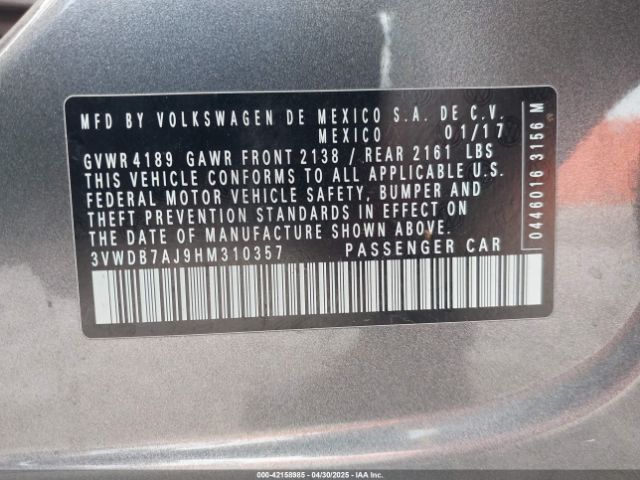 MFD BY VOLKSWAGEN DE MEXICO S.A. DE C.V.
MEXICO 01/17
GVWR 4189 GAWR FRONT 2138 / REAR 2161 LBS
THIS VEHICLE CONFORMS TO ALL APPLICABLE U.S.
FEDERAL MOTOR VEHICLE SAFETY, BUMPER AND
THEFT PREVENTION STANDARDS IN EFFECT ON
THE DATE OF MANUFACTURE SHOWN ABOVE.
3VWDB7AJ9HM310357 PASSENGER CAR
0446016 3156 M
000-42158985 - 04/30/2025 - IAA Inc.